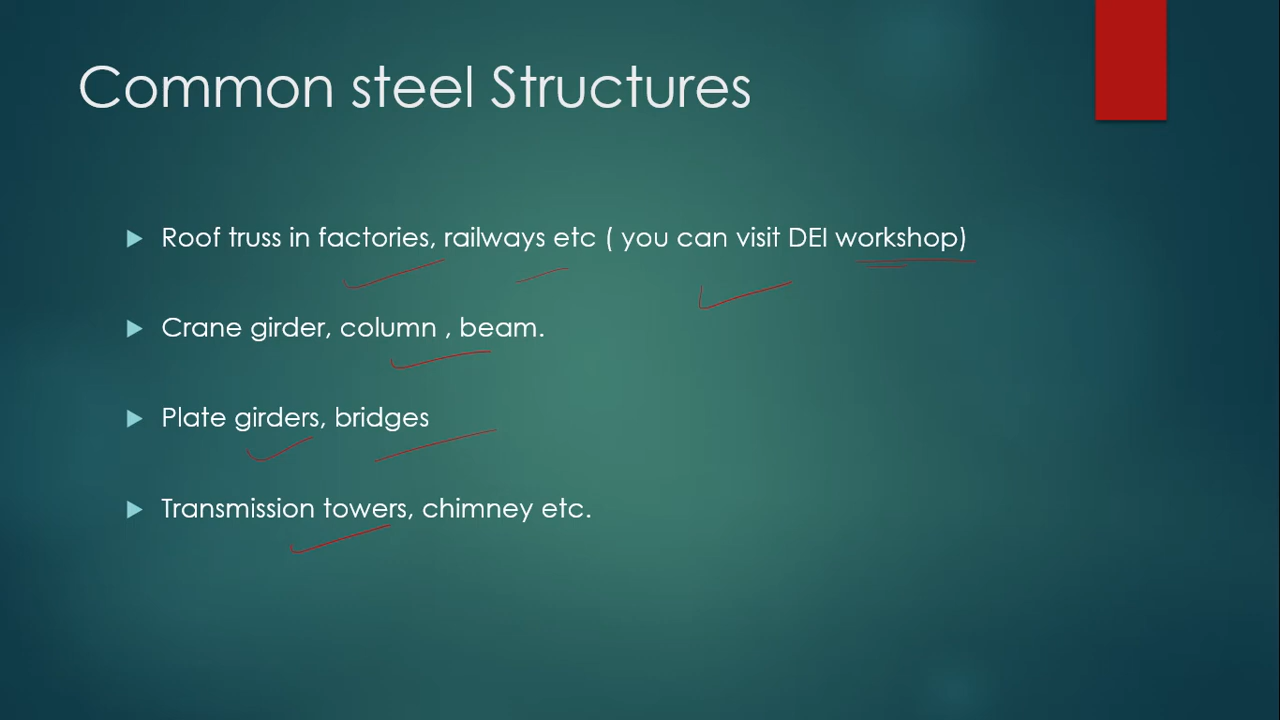 Common steel Structures
Roof truss in factories, railways etc ( you can visit DEI workshop)
Crane girder, column , beam.
Plate girders, bridges
Transmission towers, chimney etc.